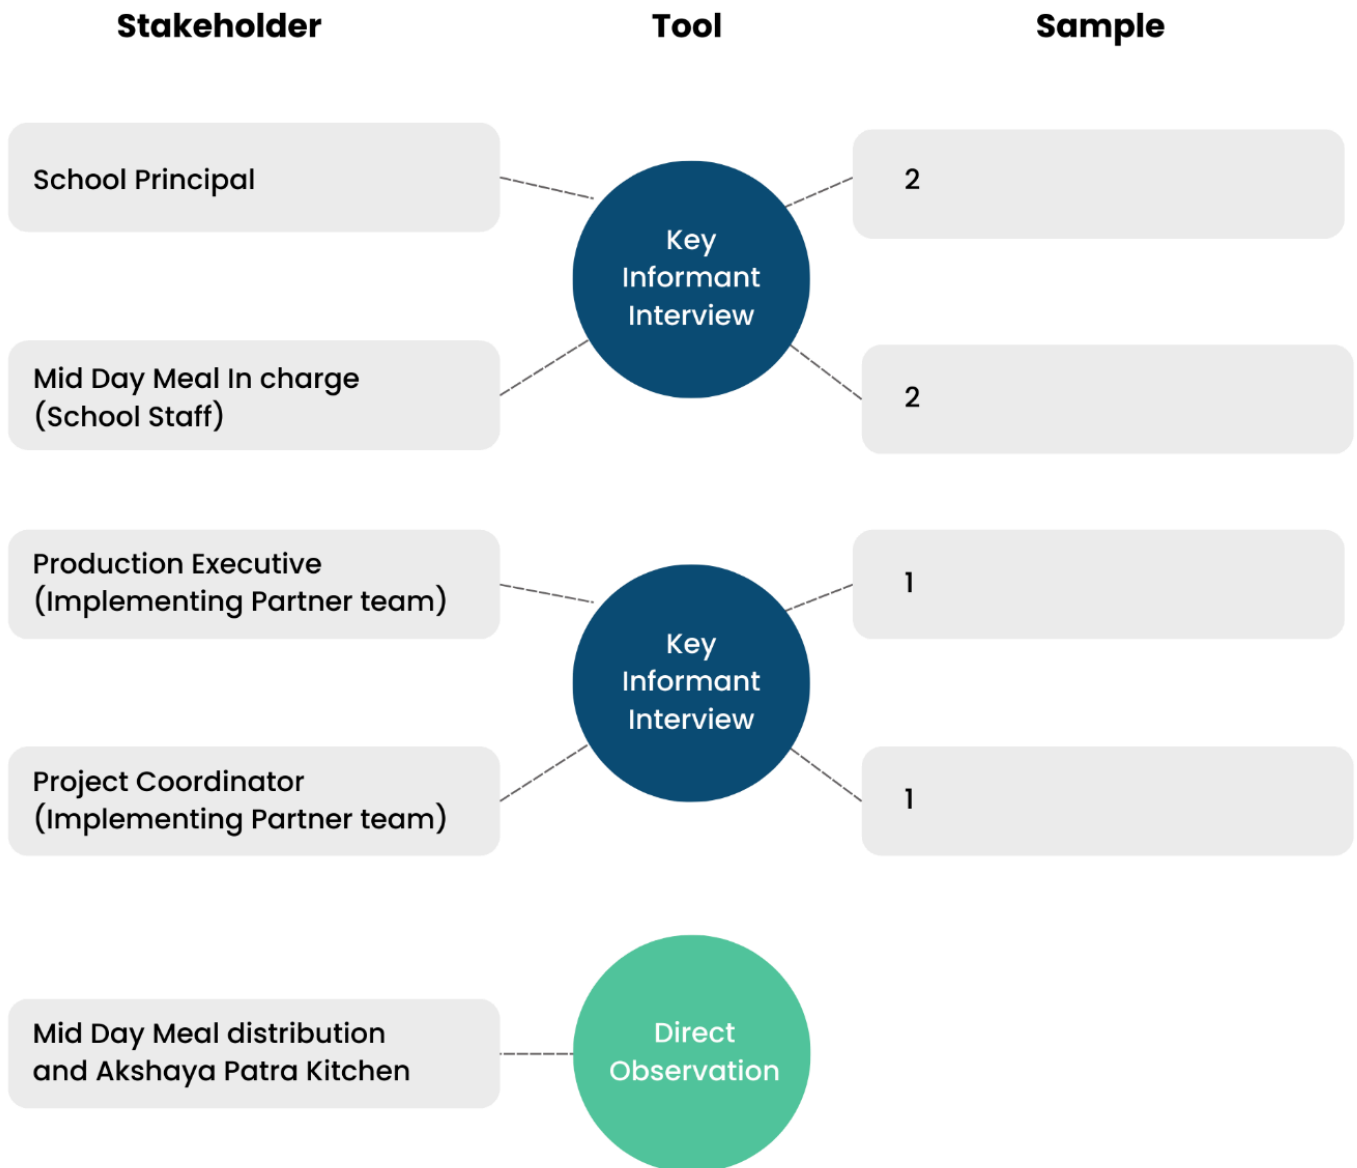 Stakeholder Tool Sample
School Principal
Key
Informant
Interview
2
Mid Day Meal In charge
(School Staff)
2
Production Executive
(Implementing Partner team)
Key
Informant
Interview
1
Project Coordinator
(Implementing Partner team)
1
Mid Day Meal distribution
and Akshaya Patra Kitchen
Direct
Observation